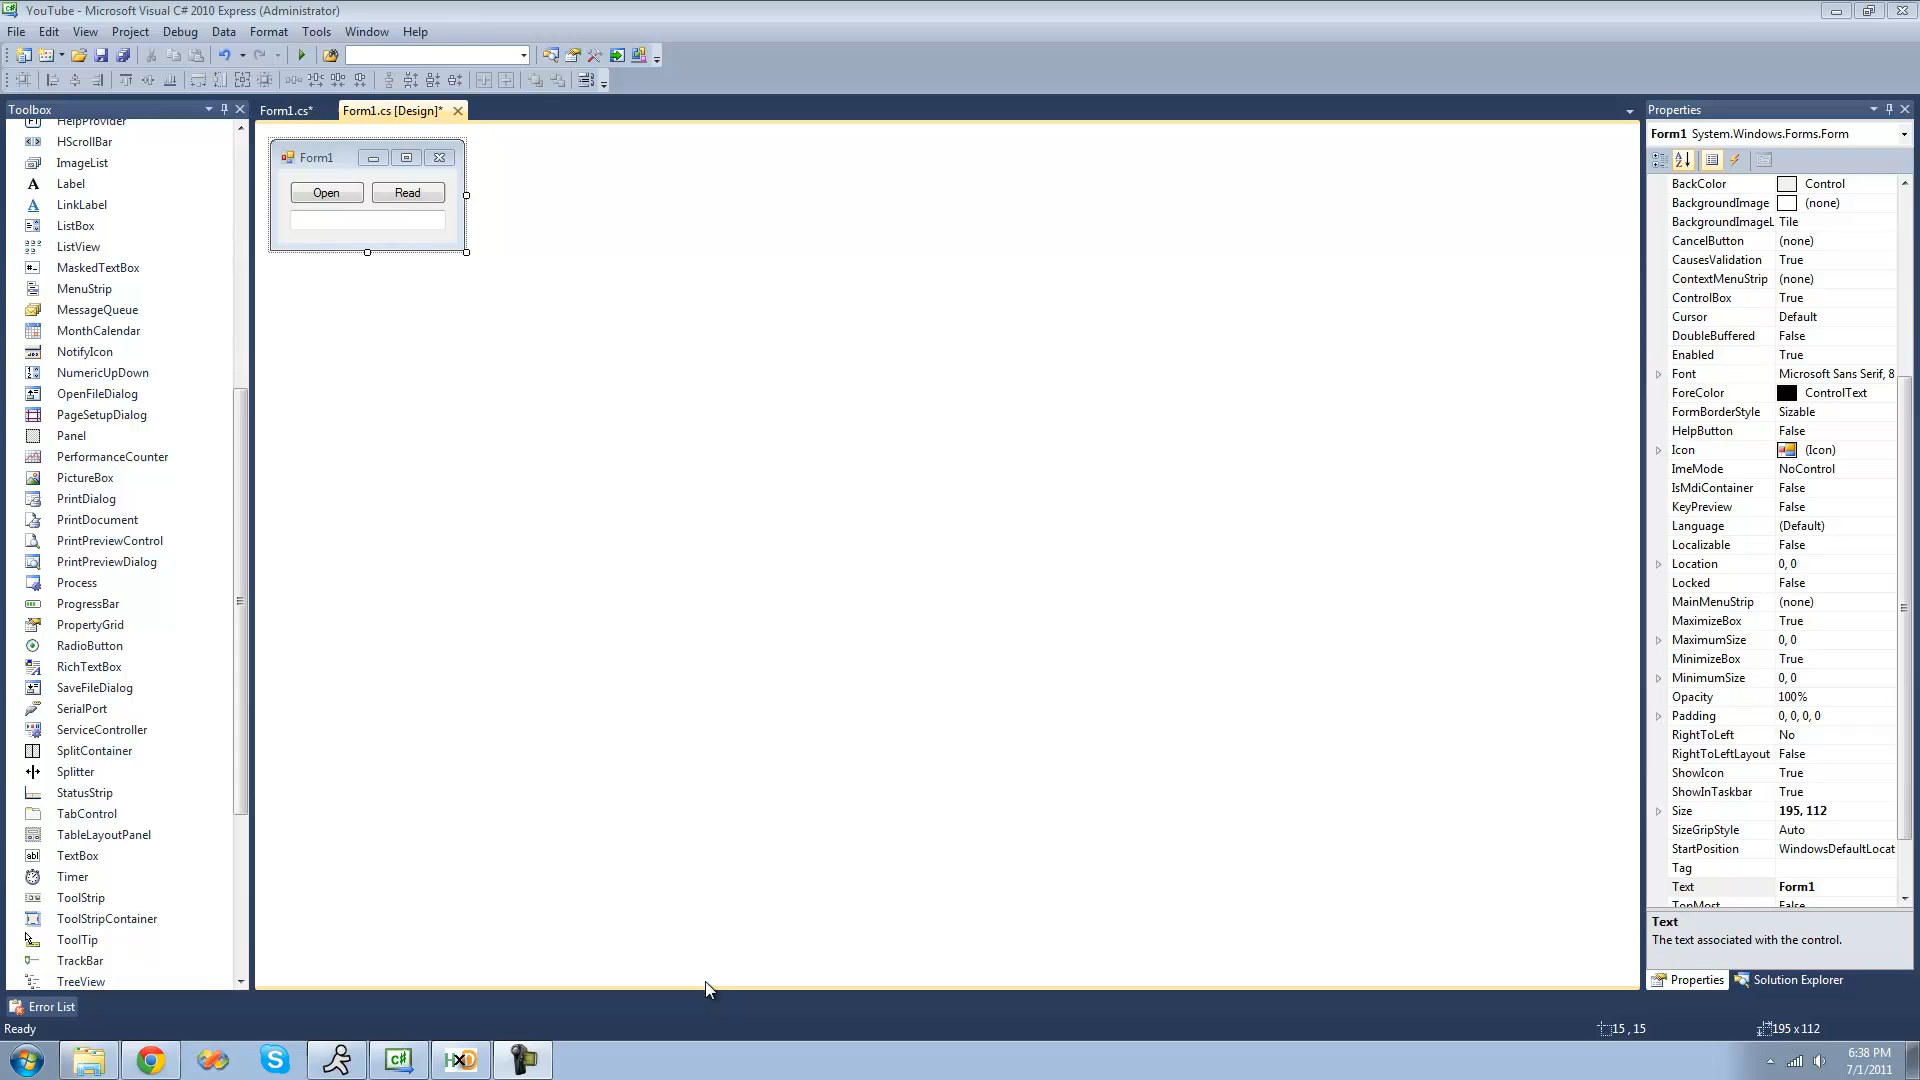 YouTube - Microsoft Visual C# 2010 Express (Administrator)
File Edit View Project Debug Data Format Tools Window Help
Toolbox
HelpProvider
HScrollBar
ImageList
Label
LinkLabel
ListBox
ListView
MaskedTextBox
MenuStrip
MessageQueue
MonthCalendar
NotifyIcon
NumericUpDown
OpenFileDialog
PageSetupDialog
Panel
PerformanceCounter
PictureBox
PrintDialog
PrintDocument
PrintPreviewControl
PrintPreviewDialog
Process
ProgressBar
PropertyGrid
RadioButton
RichTextBox
SaveFileDialog
SerialPort
ServiceController
SplitContainer
Splitter
StatusStrip
TabControl
TableLayoutPanel
TextBox
Timer
ToolStrip
ToolStripContainer
ToolTip
TrackBar
TreeView
Form1.cs* Form1.cs [Design]*
Form1
Open Read
Properties
Form1 System.Windows.Forms.Form
BackColor Control
BackgroundImage (none)
BackgroundImageL Tile
CancelButton (none)
CausesValidation True
ContextMenuStrip (none)
ControlBox True
Cursor Default
DoubleBuffered False
Enabled True
Font Microsoft Sans Serif, 8
ForeColor ControlText
FormBorderStyle Sizable
HelpButton False
Icon (Icon)
ImeMode NoControl
IsMdiContainer False
KeyPreview False
Language (Default)
Localizable False
Location 0, 0
Locked False
MainMenuStrip (none)
MaximizeBox True
MaximumSize 0, 0
MinimizeBox True
MinimumSize 0, 0
Opacity 100%
Padding 0, 0, 0, 0
RightToLeft No
RightToLeftLayout False
ShowIcon True
ShowInTaskbar True
Size 195, 112
SizeGripStyle Auto
StartPosition WindowsDefaultLocat
Tag
Text Form1
TopMost False
Text
The text associated with the control.
Properties Solution Explorer
Error List
Ready 15 , 15 195 x 112
6:38 PM
7/1/2011